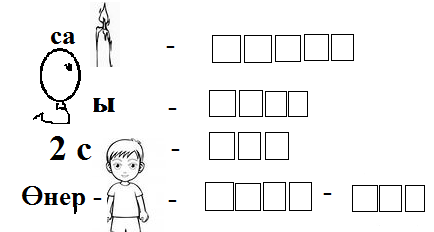 са -
ы -
2 с -
Өнер - - -